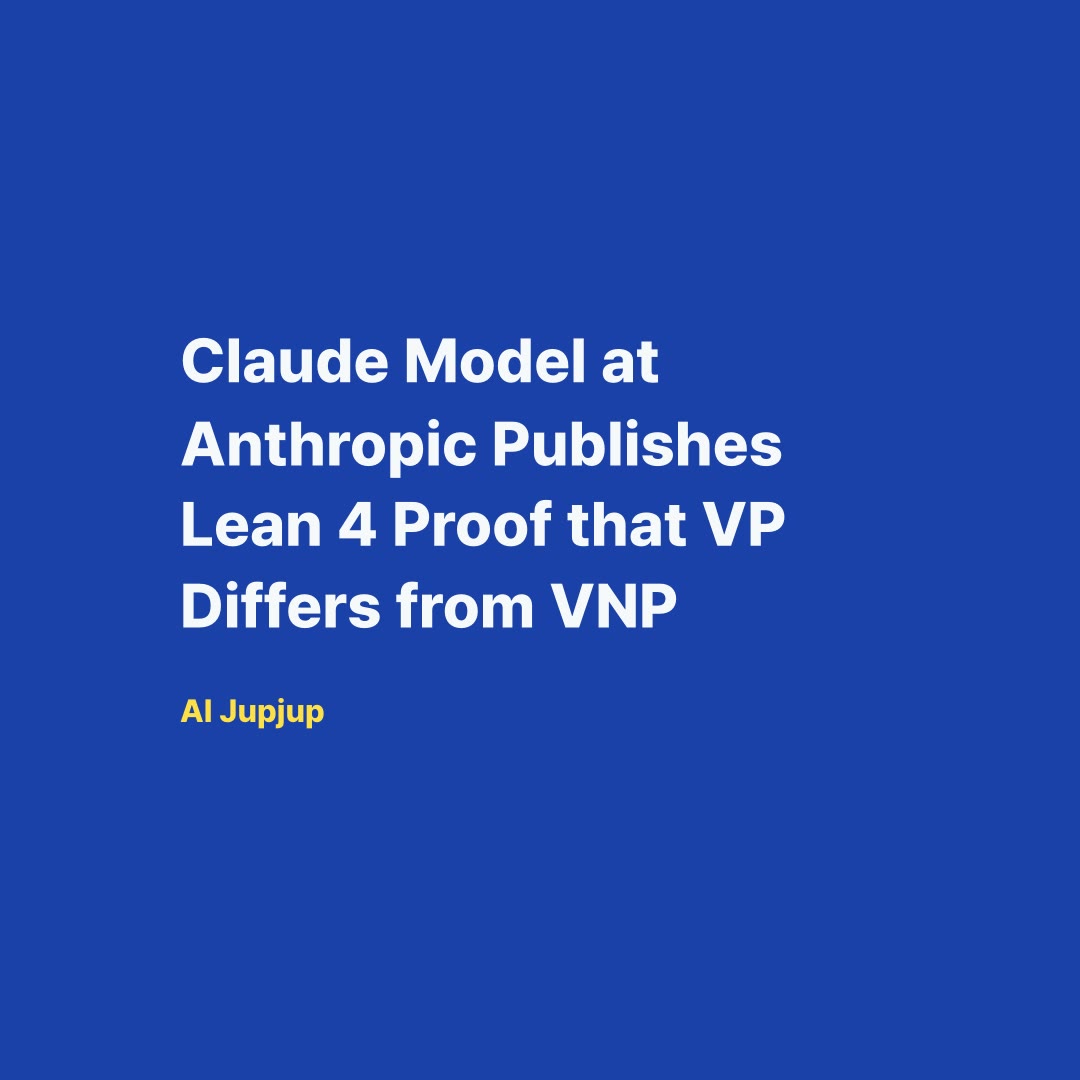 Claude Model at
Anthropic Publishes
Lean 4 Proof that VP
Differs from VNP
AI Jupjup